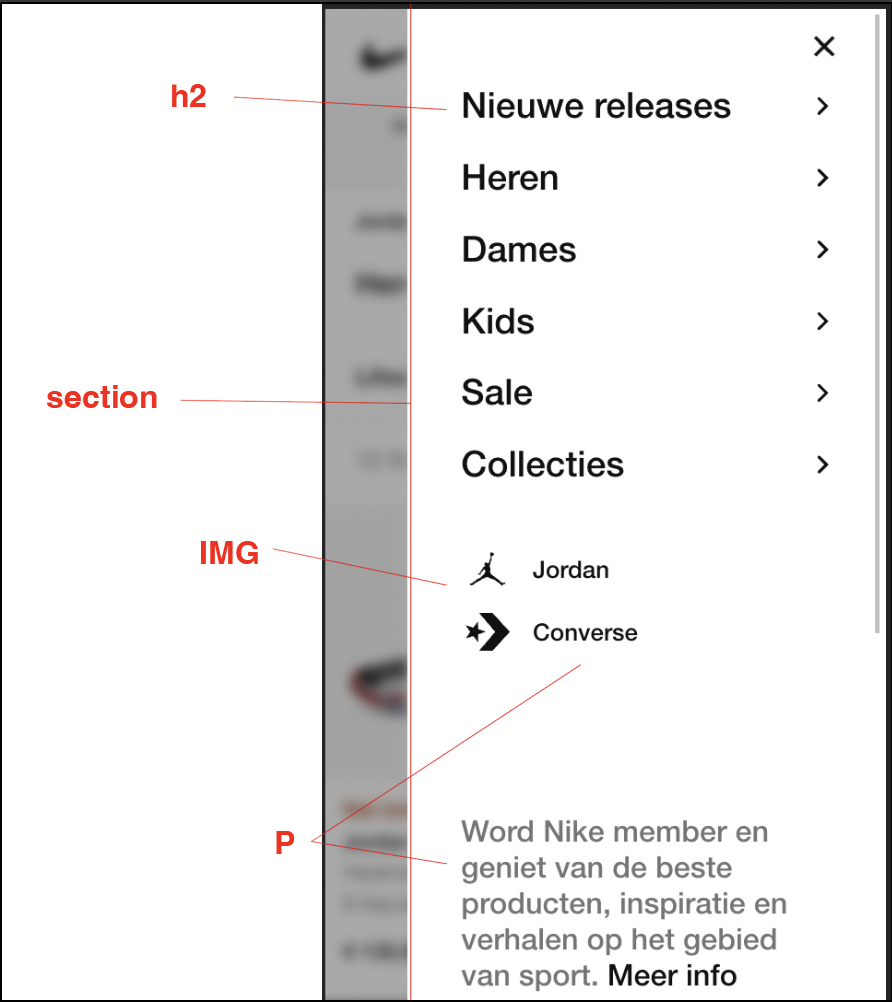 h2
Nieuwe releases
Heren
Dames
Kids
section
Sale
Collecties
IMG
Jordan
Converse
P
Word Nike member en
geniet van de beste
producten, inspiratie en
verhalen op het gebied
van sport. Meer info